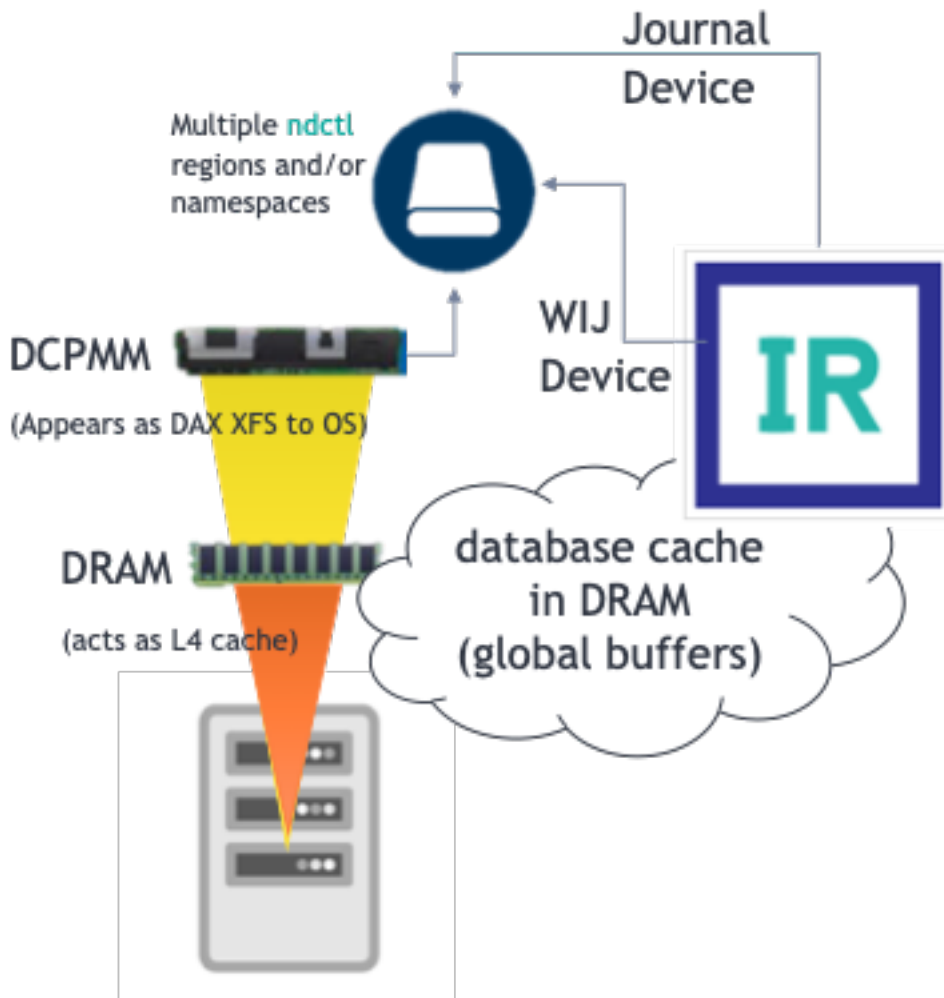 Journal
Device
Multiple ndctl
regions and/or
namespaces
WIJ
Device
IR
DCPMM
(Appears as DAX XFS to OS)
DRAM
(acts as L4 cache)
database cache
in DRAM
(global buffers)